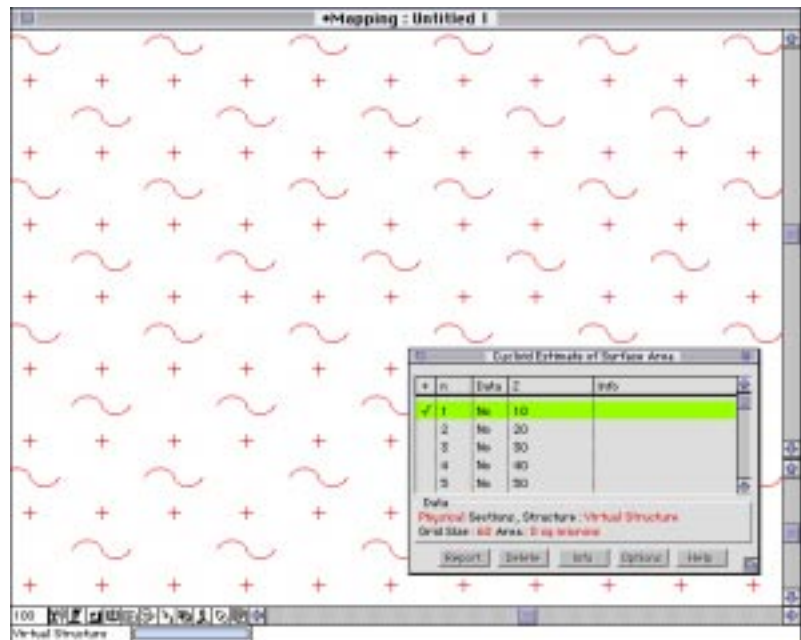 *Mapping : Untitled 1
Cycloid Estimate of Surface Area
+ n Data Z Info
√ 1 No 10
2 No 20
3 No 30
4 No 40
5 No 50
Data
Physical Sections, Structure : Virtual Structure
Grid Size : 60 Area : 0 sq microns
Report Delete Info Options Help
100
Virtual Structure